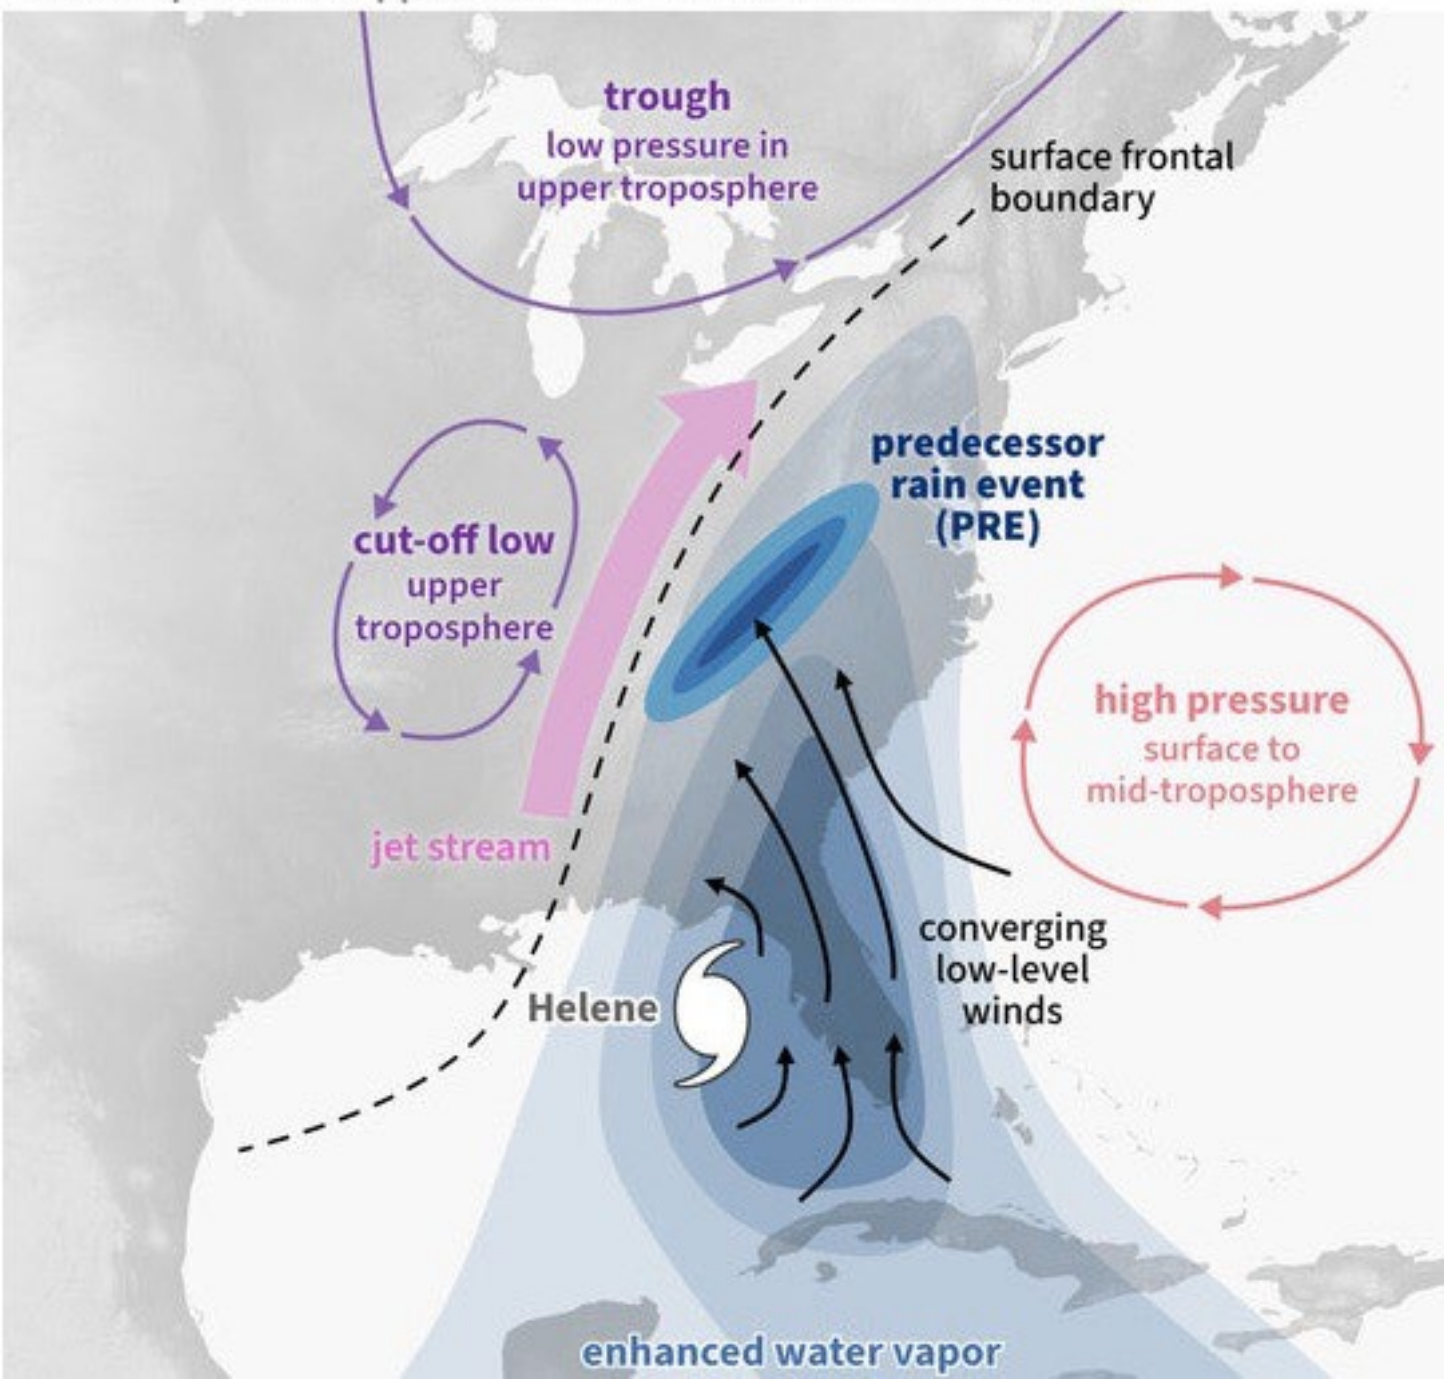 trough
low pressure in
upper troposphere
surface frontal
boundary
predecessor
rain event
(PRE)
cut-off low
upper
troposphere
high pressure
surface to
mid-troposphere
jet stream
converging
low-level
winds
Helene
enhanced water vapor